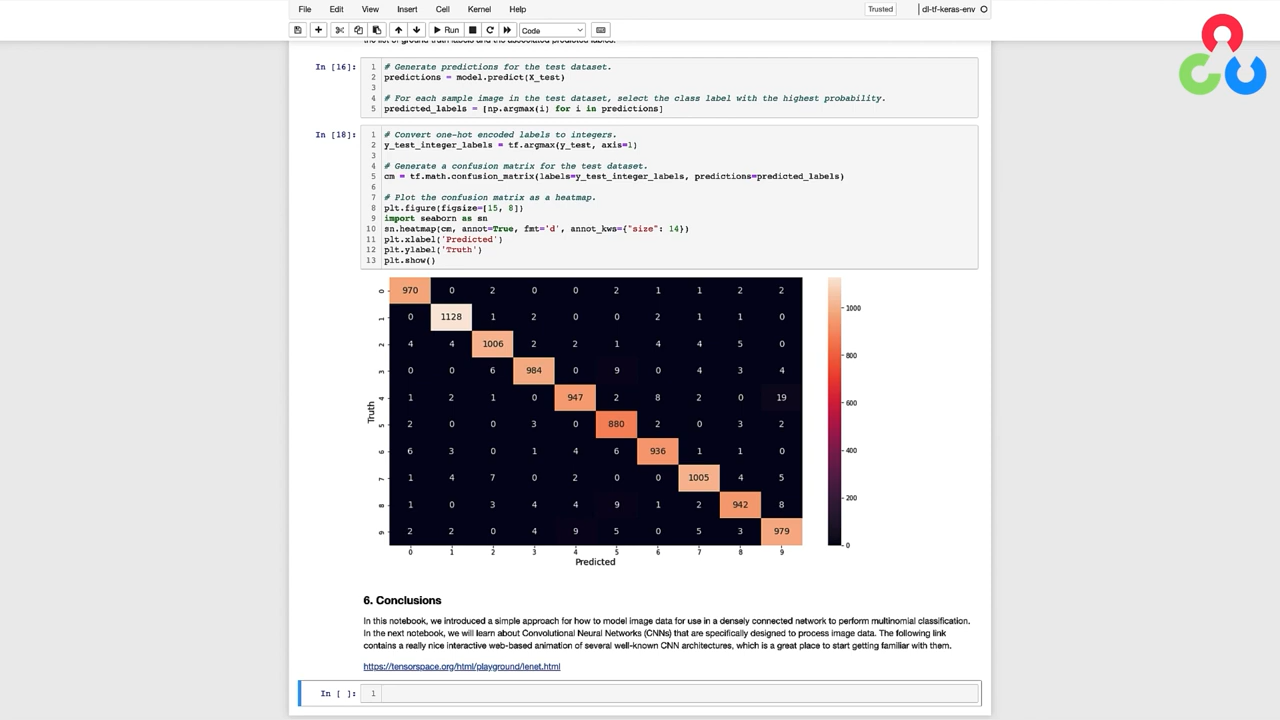 File Edit View Insert Cell Kernel Help Trusted dl-tf-keras-env
Run Code
the list of ground truth labels and the associated predicted lables.
In [16]:
1 # Generate predictions for the test dataset.
2 predictions = model.predict(X_test)
3
4 # For each sample image in the test dataset, select the class label with the highest probability.
5 predicted_labels = [np.argmax(i) for i in predictions]
In [18]:
1 # Convert one-hot encoded labels to integers.
2 y_test_integer_labels = tf.argmax(y_test, axis=1)
3
4 # Generate a confusion matrix for the test dataset.
5 cm = tf.math.confusion_matrix(labels=y_test_integer_labels, predictions=predicted_labels)
6
7 # Plot the confusion matrix as a heatmap.
8 plt.figure(figsize=[15, 8])
9 import seaborn as sn
10 sn.heatmap(cm, annot=True, fmt='d', annot_kws={"size": 14})
11 plt.xlabel('Predicted')
12 plt.ylabel('Truth')
13 plt.show()
0 970 0 2 0 0 2 1 1 2 2
1 0 1128 1 2 0 0 2 1 1 0
2 4 4 1006 2 2 1 4 4 5 0
3 0 0 6 984 0 9 0 4 3 4
4 1 2 1 0 947 2 8 2 0 19
5 2 0 0 3 0 880 2 0 3 2
6 6 3 0 1 4 6 936 1 1 0
7 1 4 7 0 2 0 0 1005 4 5
8 1 0 3 4 4 9 1 2 942 8
9 2 2 0 4 9 5 0 5 3 979
0 1 2 3 4 5 6 7 8 9
Truth
Predicted
1000
800
600
400
200
0
6. Conclusions
In this notebook, we introduced a simple approach for how to model image data for use in a densely connected network to perform multinomial classification.
In the next notebook, we will learn about Convolutional Neural Networks (CNNs) that are specifically designed to process image data. The following link
contains a really nice interactive web-based animation of several well-known CNN architectures, which is a great place to start getting familiar with them.
https://tensorspace.org/html/playground/lenet.html
In [ ]: 1